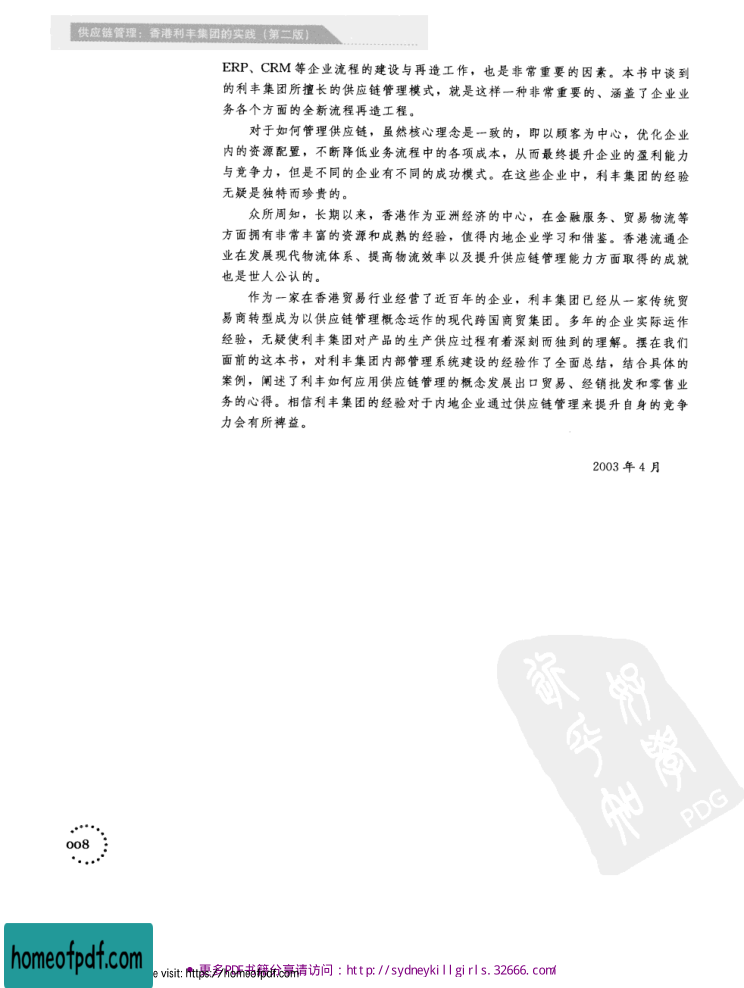 供应链管理：香港利丰集团的实践（第二版）
ERP、CRM 等企业流程的建设与再造工作，也是非常重要的因素。本书中谈到
的利丰集团所擅长的供应链管理模式，就是这样一种非常重要的、涵盖了企业业
务各个方面的全新流程再造工程。
对于如何管理供应链，虽然核心理念是一致的，即以顾客为中心，优化企业
内的资源配置，不断降低业务流程中的各项成本，从而最终提升企业的盈利能力
与竞争力，但是不同的企业有不同的成功模式。在这些企业中，利丰集团的经验
无疑是独特而珍贵的。
众所周知，长期以来，香港作为亚洲经济的中心，在金融服务、贸易物流等
方面拥有非常丰富的资源和成熟的经验，值得内地企业学习和借鉴。香港流通企
业在发展现代物流体系、提高物流效率以及提升供应链管理能力方面取得的成就
也是世人公认的。
作为一家在香港贸易行业经营了近百年的企业，利丰集团已经从一家传统贸
易商转型成为以供应链管理概念运作的现代跨国商贸集团。多年的企业实际运作
经验，无疑使利丰集团对产品的生产供应过程有着深刻而独到的理解。摆在我们
面前的这本书，对利丰集团内部管理系统建设的经验作了全面总结，结合具体的
案例，阐述了利丰如何应用供应链管理的概念发展出口贸易、经销批发和零售业
务的心得。相信利丰集团的经验对于内地企业通过供应链管理来提升自身的竞争
力会有所裨益。
2003 年 4 月
PDG
008
homeofpdf.com
e visit: https://homeofpdf.com
更多PDF书籍分享请访问：http://sydneykillgirls.32666.com/